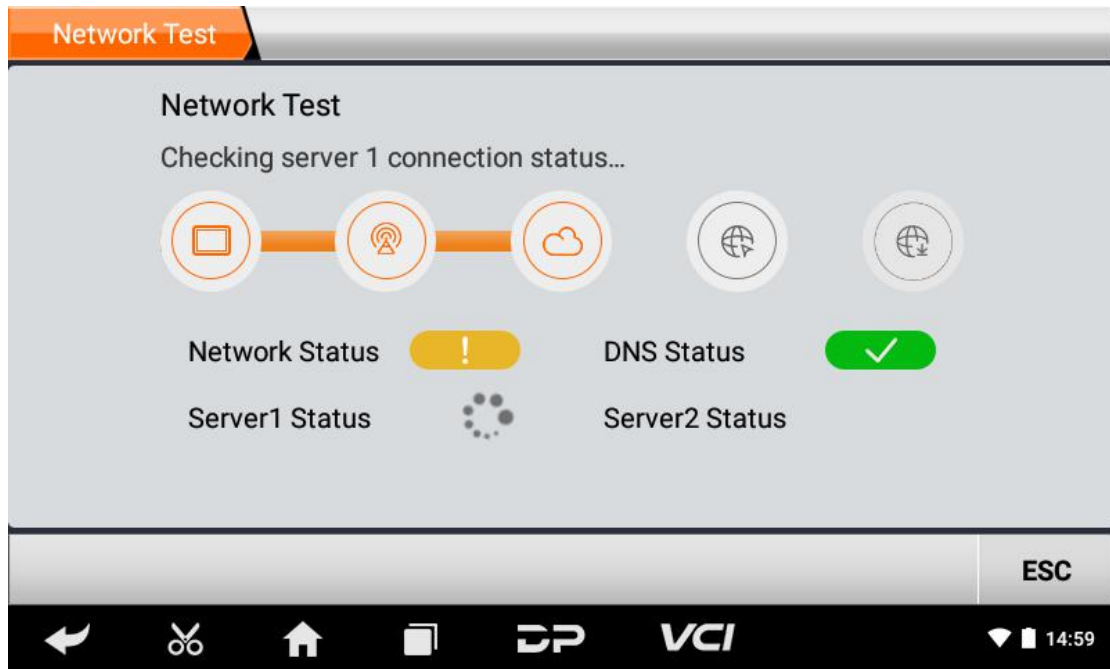 Network Test
Network Test
Checking server 1 connection status...
Network Status ! DNS Status
Server1 Status Server2 Status
ESC
DP VCI 14:59